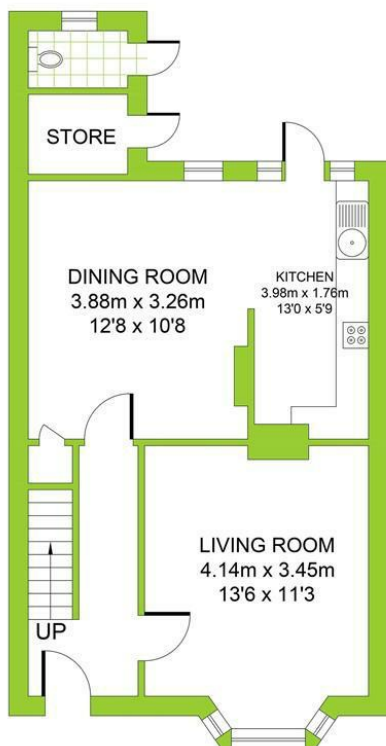 STORE
DINING ROOM
3.88m x 3.26m
12'8 x 10'8
KITCHEN
3.98m x 1.76m
13'0 x 5'9
LIVING ROOM
4.14m x 3.45m
13'6 x 11'3
UP